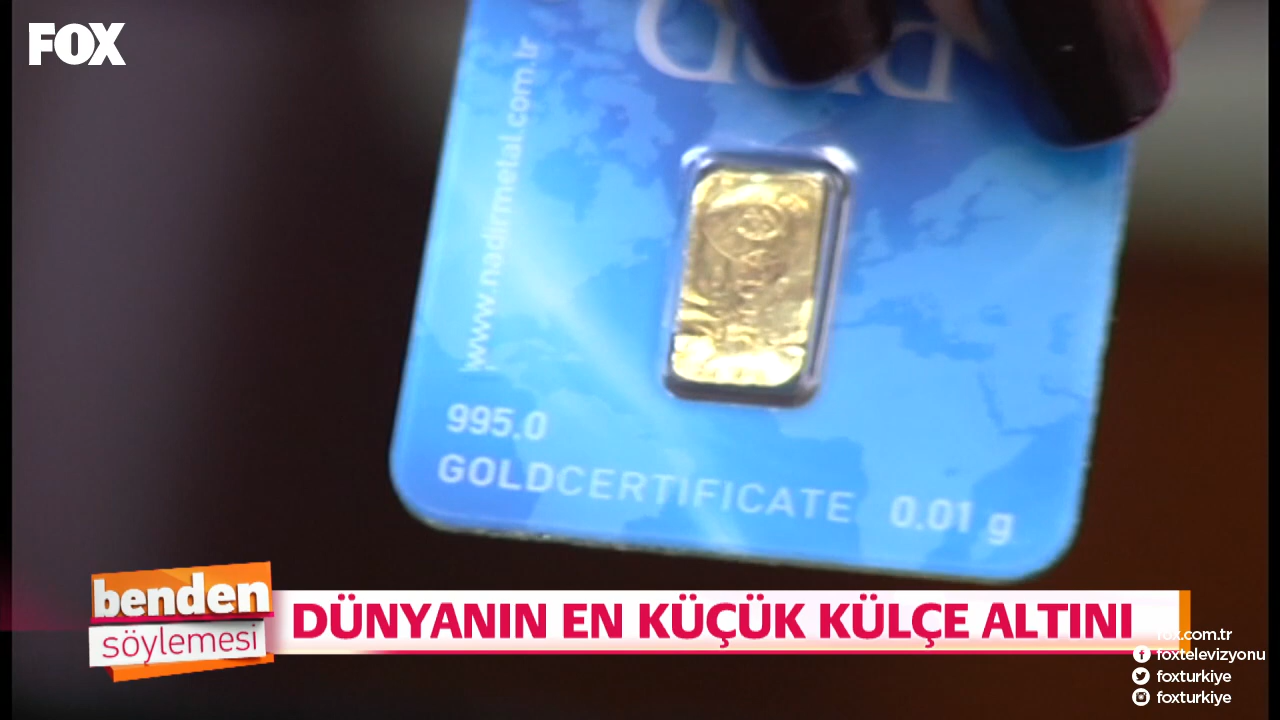 FOX
www.nadirmetal.com.tr
995.0
GOLDCERTIFICATE 0.01 g
benden
söylemesi
DÜNYANIN EN KÜÇÜK KÜLÇE ALTINI
fox.com.tr
foxtelevizyonu
foxturkiye
foxturkiye